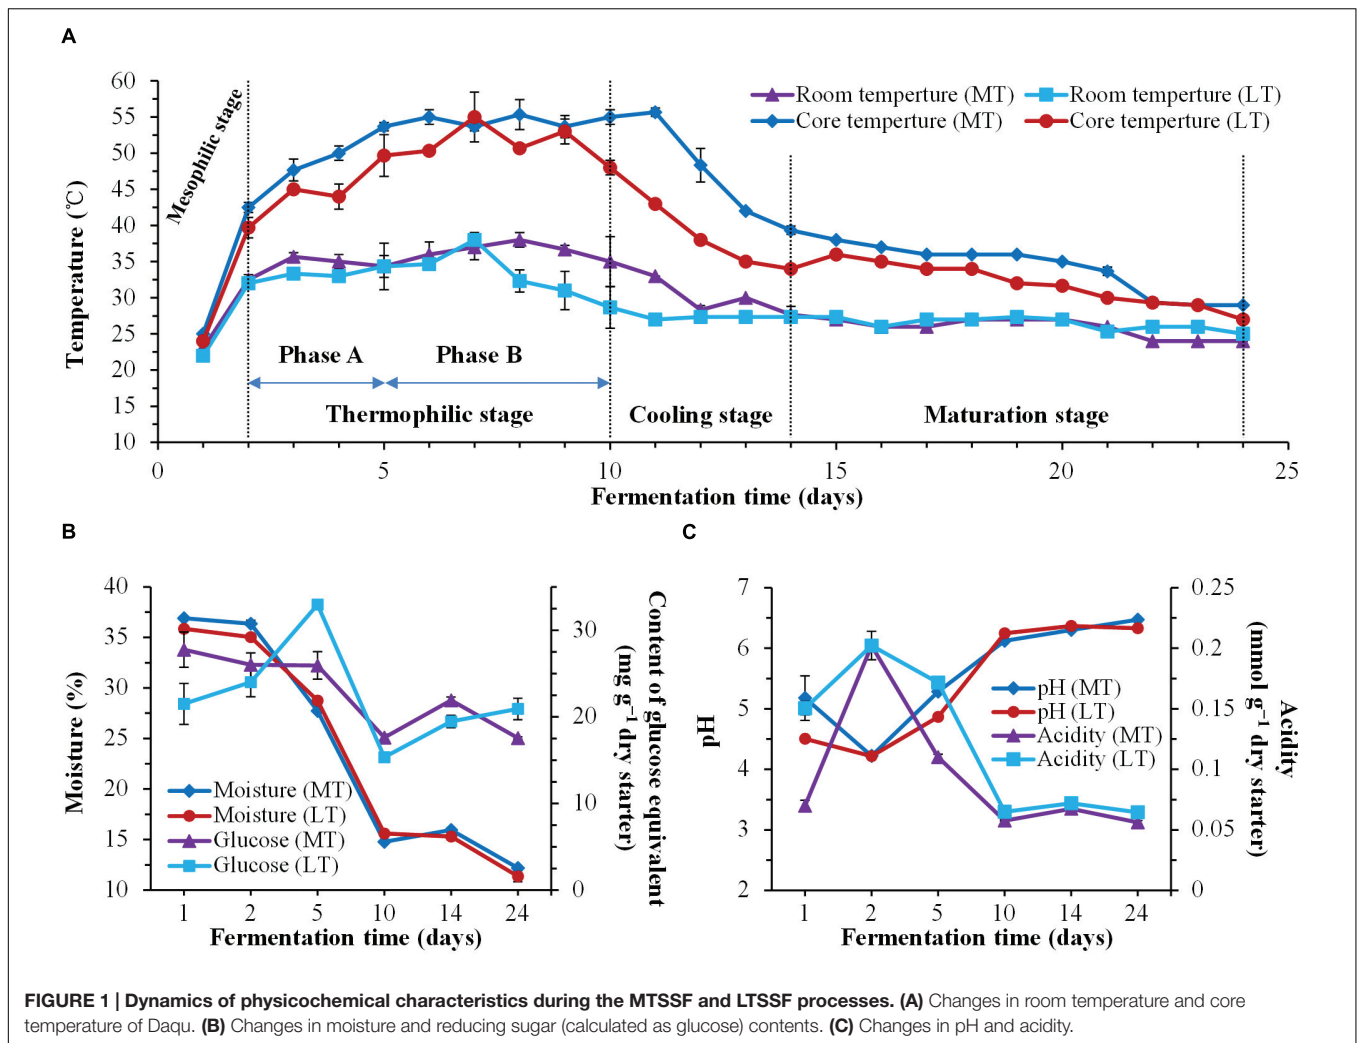 A
Mesophilic stage
Temperature (℃)
60
55
50
45
40
35
30
25
20
15
10
Room temperture (MT)
Room temperture (LT)
Core temperture (MT)
Core temperture (LT)
Phase A
Phase B
Thermophilic stage
Cooling stage
Maturation stage
0
5
10
15
20
25
Fermentation time (days)
B
Moisture (%)
40
35
30
25
20
15
10
Moisture (MT)
Moisture (LT)
Glucose (MT)
Glucose (LT)
30
20
10
0
Content of glucose equivalent
(mg g⁻¹ dry starter)
1 2 5 10 14 24
Fermentation time (days)
C
pH
7
6
5
4
3
2
pH (MT)
pH (LT)
Acidity (MT)
Acidity (LT)
0.25
0.2
0.15
0.1
0.05
0
Acidity
(mmol g⁻¹ dry starter)
1 2 5 10 14 24
Fermentation time (days)
FIGURE 1 | Dynamics of physicochemical characteristics during the MTSSF and LTSSF processes. (A) Changes in room temperature and core
temperature of Daqu. (B) Changes in moisture and reducing sugar (calculated as glucose) contents. (C) Changes in pH and acidity.